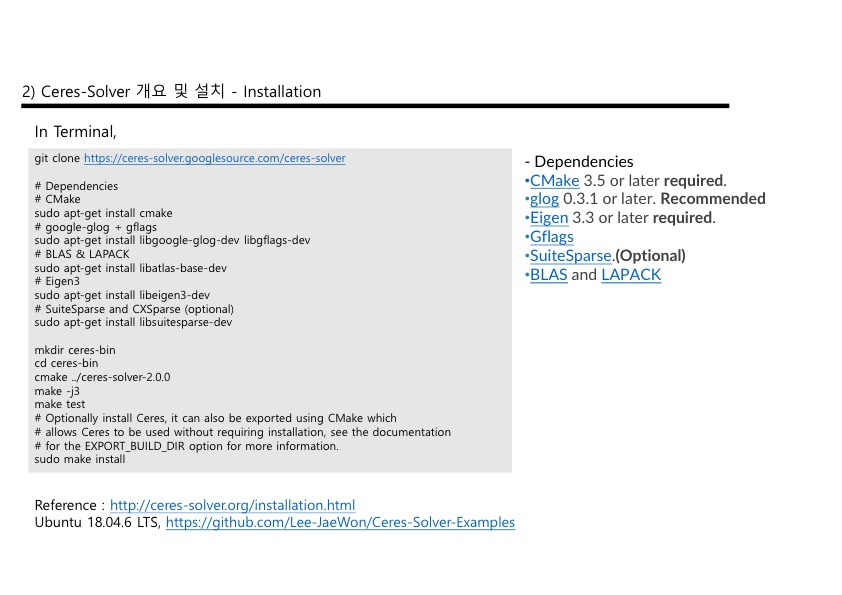 2) Ceres-Solver 개요 및 설치 - Installation
In Terminal,
git clone https://ceres-solver.googlesource.com/ceres-solver
# Dependencies
# CMake
sudo apt-get install cmake
# google-glog + gflags
sudo apt-get install libgoogle-glog-dev libgflags-dev
# BLAS & LAPACK
sudo apt-get install libatlas-base-dev
# Eigen3
sudo apt-get install libeigen3-dev
# SuiteSparse and CXSparse (optional)
sudo apt-get install libsuitesparse-dev
mkdir ceres-bin
cd ceres-bin
cmake ../ceres-solver-2.0.0
make -j3
make test
# Optionally install Ceres, it can also be exported using CMake which
# allows Ceres to be used without requiring installation, see the documentation
# for the EXPORT_BUILD_DIR option for more information.
sudo make install
- Dependencies
•CMake 3.5 or later required.
•glog 0.3.1 or later. Recommended
•Eigen 3.3 or later required.
•Gflags
•SuiteSparse.(Optional)
•BLAS and LAPACK
Reference : http://ceres-solver.org/installation.html
Ubuntu 18.04.6 LTS, https://github.com/Lee-JaeWon/Ceres-Solver-Examples